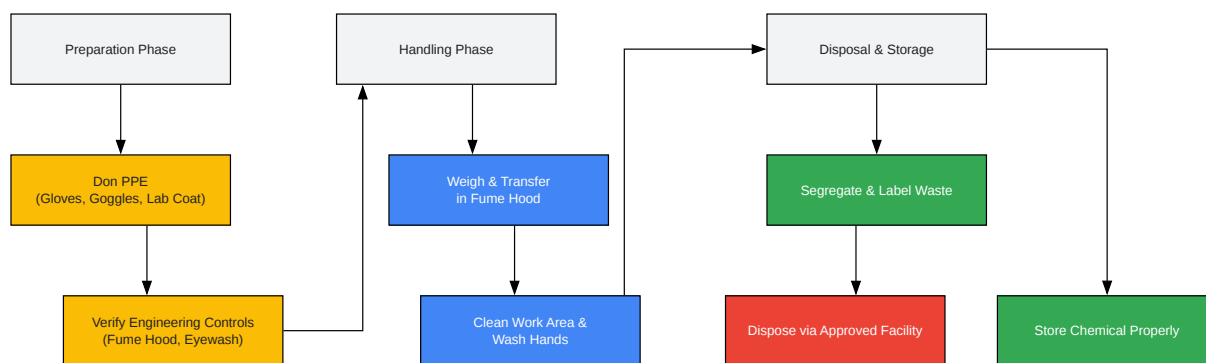 Preparation Phase
Handling Phase
Disposal & Storage
Don PPE
(Gloves, Goggles, Lab Coat)
Weigh & Transfer
in Fume Hood
Segregate & Label Waste
Verify Engineering Controls
(Fume Hood, Eyewash)
Clean Work Area &
Wash Hands
Dispose via Approved Facility
Store Chemical Properly